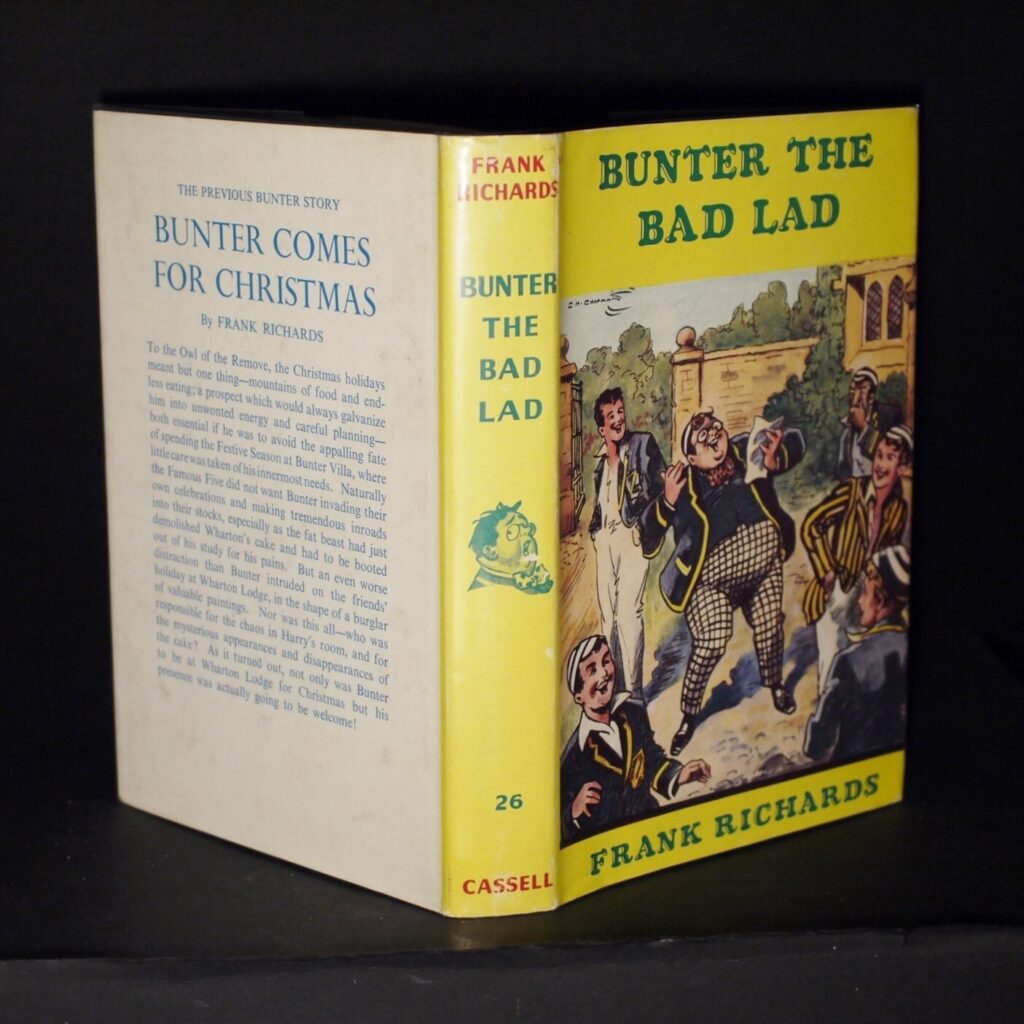 THE PREVIOUS BUNTER STORY
BUNTER COMES
FOR CHRISTMAS
By FRANK RICHARDS
To the Owl of the Remove, the Christmas holidays
meant but one thing—mountains of food and end-
less eating; a prospect which would always galvanize
him into unwonted energy and careful planning—
both essential if he was to avoid the appalling fate
of spending the Festive Season at Bunter Villa, where
little care was taken of his innermost needs. Naturally
the Famous Five did not want Bunter invading their
own celebrations and making tremendous inroads
into their stocks, especially as the fat beast had just
demolished Wharton's cake and had to be booted
out of his study for his pains. But an even worse
distraction than Bunter intruded on the friends'
holiday at Wharton Lodge, in the shape of a burglar
of valuable paintings. Nor was this all—who was
responsible for the chaos in Harry's room, and for
the mysterious appearances and disappearances of
the cake? As it turned out, not only was Bunter
to be at Wharton Lodge for Christmas but his
presence was actually going to be welcome!
FRANK
RICHARDS
BUNTER
THE
BAD
LAD
26
CASSELL
BUNTER THE
BAD LAD
C. H. CHAPMAN
FRANK RICHARDS